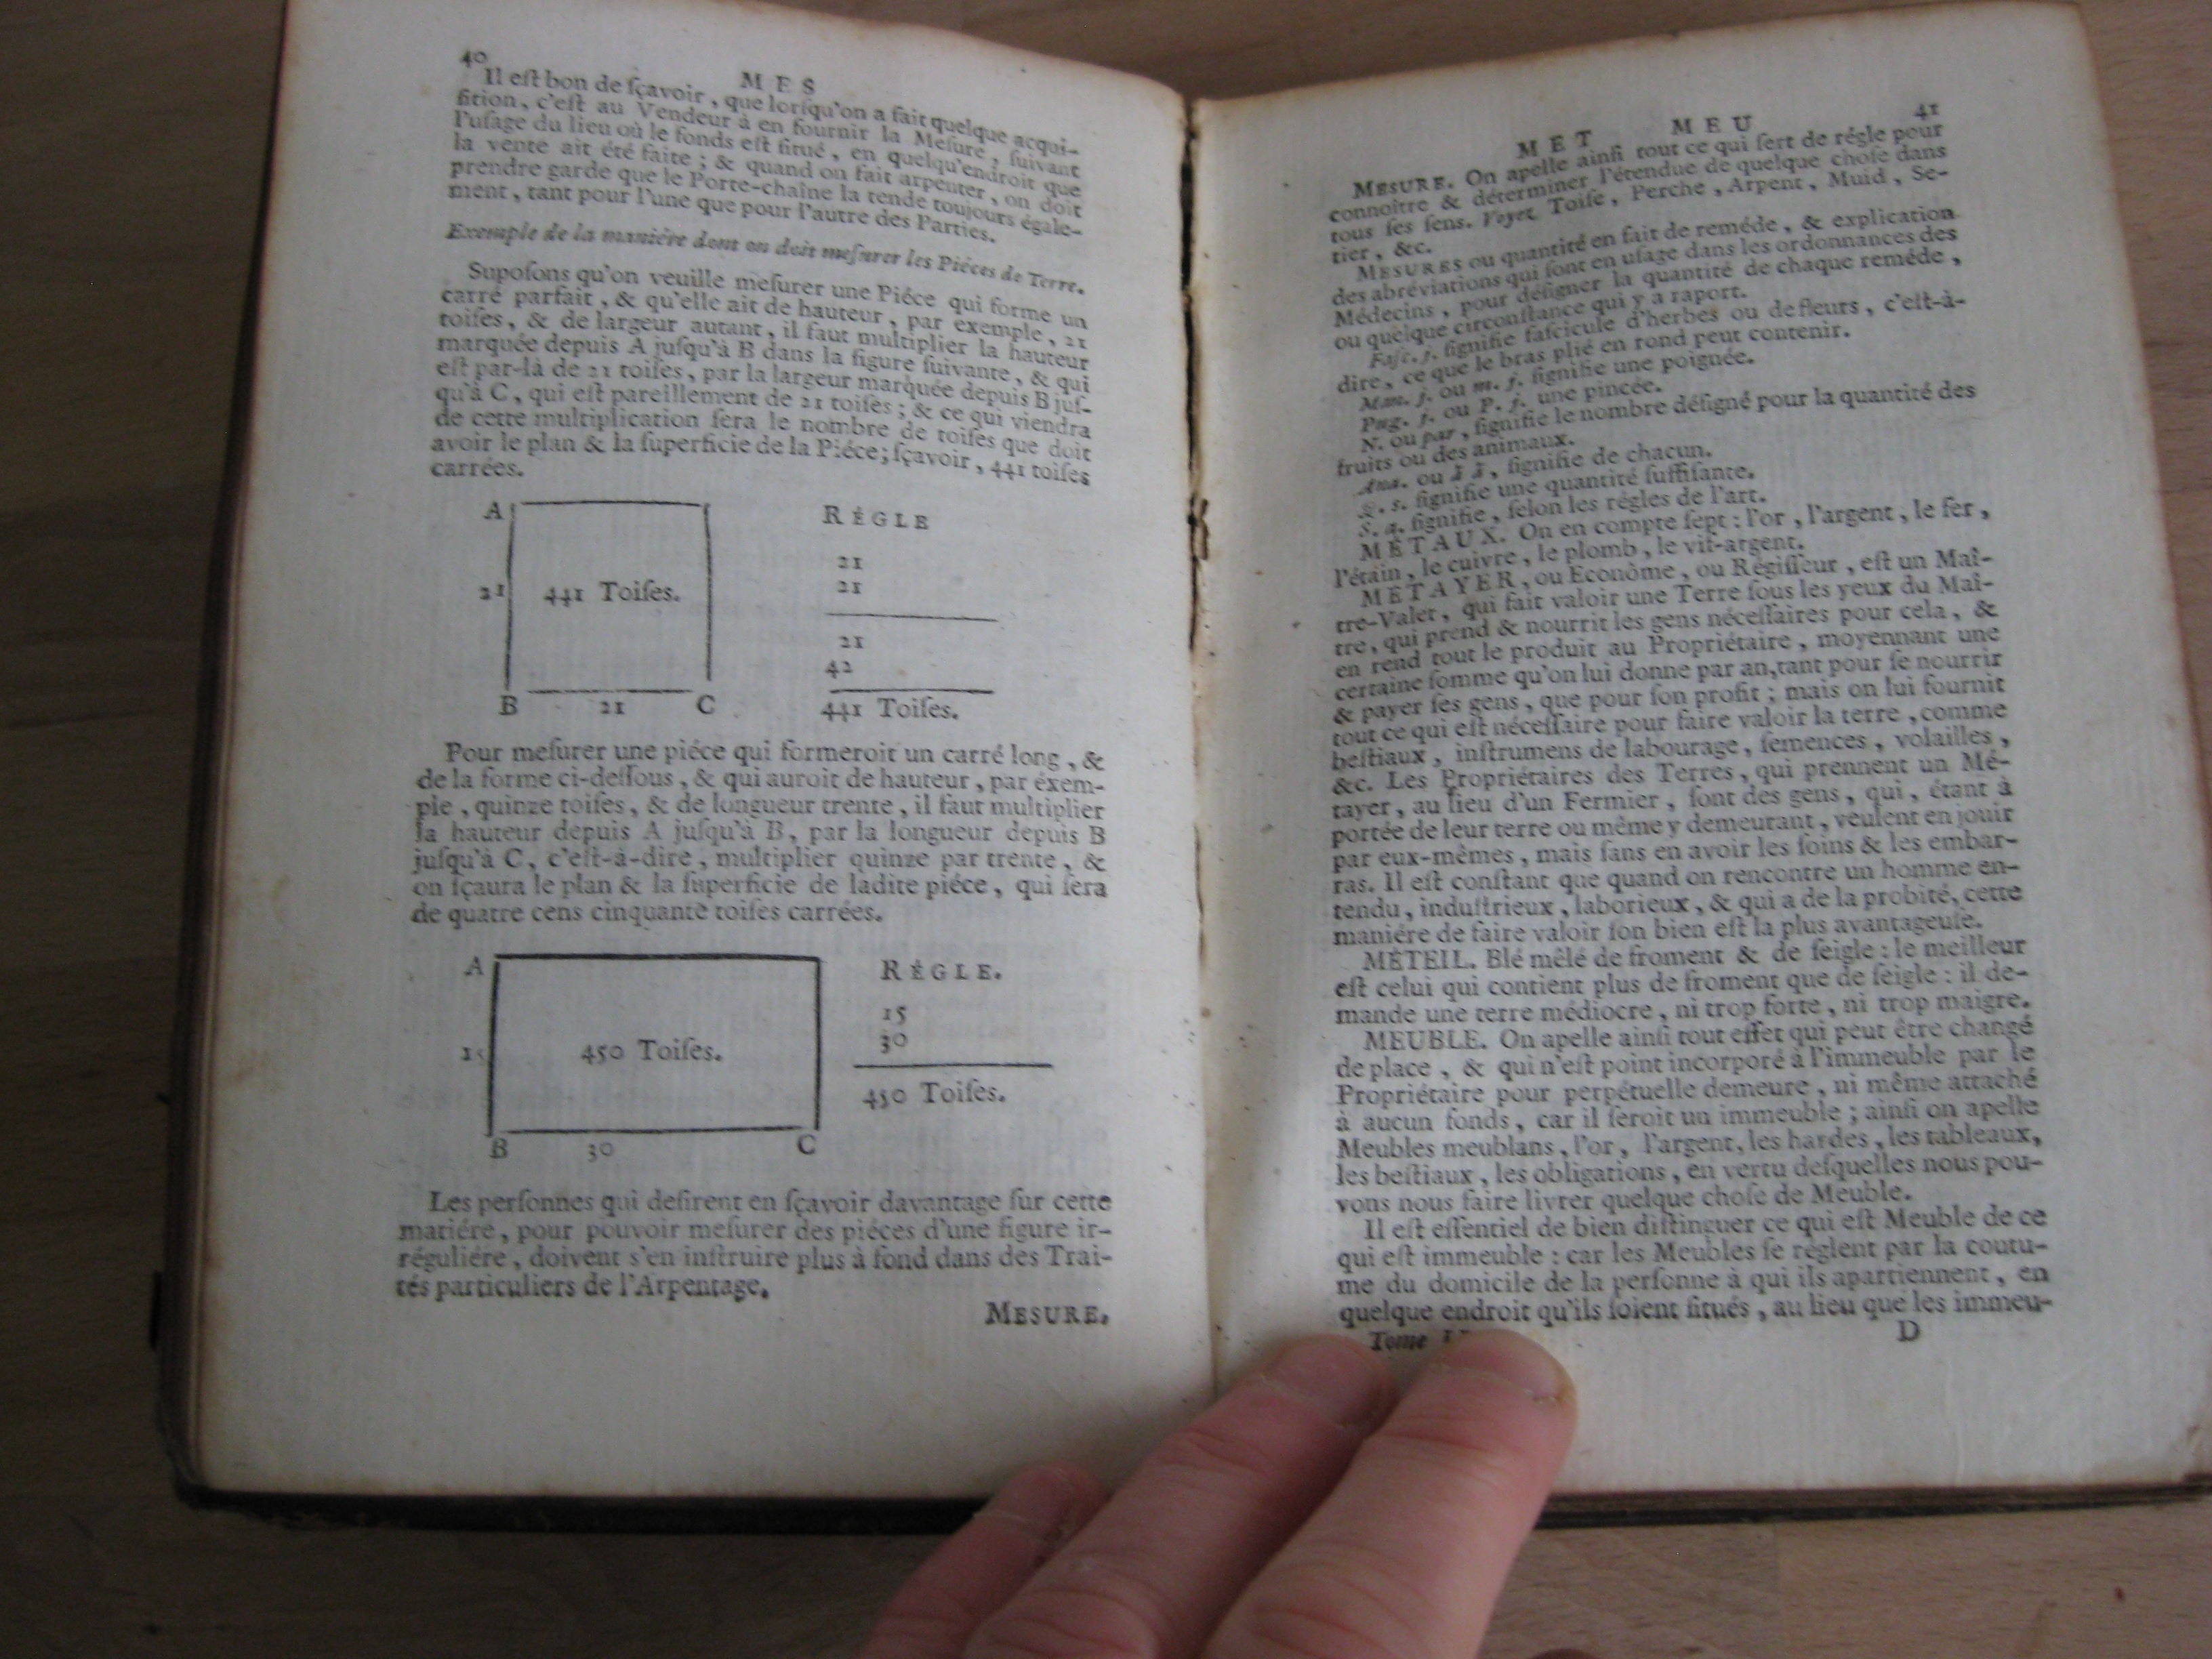 40
MES
Il eſt bon de ſçavoir, que lorſqu'on a fait quelque acqui-
ſition, c'eſt au Vendeur à en fournir la Meſure, ſuivant
l'uſage du lieu où le fonds eſt ſitué, en quelqu'endroit que
la vente ait été faite; & quand on fait arpenter, on doit
prendre garde que le Porte-chaîne la tende toujours égale-
ment, tant pour l'une que pour l'autre des Parties.
Exemple de la maniére dont on doit meſurer les Piéces de Terre.
Supoſons qu'on veuille meſurer une Piéce qui forme un
carré parfait, & qu'elle ait de hauteur, par exemple, 21
toiſes, & de largeur autant, il faut multiplier la hauteur
marquée depuis A juſqu'à B dans la figure ſuivante, & qui
eſt par-là de 21 toiſes, par la largeur marquée depuis B juſ-
qu'à C, qui eſt pareillement de 21 toiſes; & ce qui viendra
de cette multiplication ſera le nombre de toiſes que doit
avoir le plan & la ſuperficie de la Piéce; ſçavoir, 441 toiſes
carrées.
A
21
441 Toiſes.
B
21
C
RÉGLE
21
21
21
42
441 Toiſes.
Pour meſurer une piéce qui formeroit un carré long, &
de la forme ci-deſſous, & qui auroit de hauteur, par éxem-
ple, quinze toiſes, & de longueur trente, il faut multiplier
la hauteur depuis A juſqu'à B, par la longueur depuis B
juſqu'à C, c'eſt-à-dire, multiplier quinze par trente, &
on ſçaura le plan & la ſuperficie de ladite piéce, qui ſera
de quatre cens cinquante toiſes carrées.
A
15
450 Toiſes.
B
30
C
RÉGLE.
15
30
450 Toiſes.
Les perſonnes qui deſirent en ſçavoir davantage ſur cette
matiére, pour pouvoir meſurer des piéces d'une figure ir-
réguliére, doivent s'en inſtruire plus à fond dans des Trai-
tés particuliers de l'Arpentage.
MESURE.
MET MEU
41
MESURE. On apelle ainſi tout ce qui ſert de régle pour
connoître & déterminer l'étendue de quelque choſe dans
tous ſes ſens. Voyez Toiſe, Perche, Arpent, Muid, Se-
tier, &c.
MESURES ou quantité en fait de reméde, & explication
des abréviations qui ſont en uſage dans les ordonnances des
Médecins, pour déſigner la quantité de chaque reméde,
ou quelque circonſtance qui y a raport.
Faſc. j. ſignifie faſcicule d'herbes ou de fleurs, c'eſt-à-
dire, ce que le bras plié en rond peut contenir.
Man. j. ou m. j. ſignifie une poignée.
Pug. j. ou P. j. une pincée.
N. ou par, ſignifie le nombre déſigné pour la quantité des
fruits ou des animaux.
Ana. ou ã ã, ſignifie de chacun.
Q. s. ſignifie une quantité ſuffiſante.
S. a. ſignifie, ſelon les régles de l'art.
MÉTAUX. On en compte ſept: l'or, l'argent, le fer,
l'étain, le cuivre, le plomb, le vif-argent.
MÉTAYER, ou Econôme, ou Régiſſeur, eſt un Maî-
tre-Valet, qui fait valoir une Terre ſous les yeux du Maî-
tre, qui prend & nourrit les gens néceſſaires pour cela, &
en rend tout le produit au Propriétaire, moyennant une
certaine ſomme qu'on lui donne par an, tant pour ſe nourrir
& payer ſes gens, que pour ſon profit; mais on lui fournit
tout ce qui eſt néceſſaire pour faire valoir la terre, comme
beſtiaux, inſtrumens de labourage, ſemences, volailles,
&c. Les Propriétaires des Terres, qui prennent un Mé-
tayer, au lieu d'un Fermier, ſont des gens, qui, étant à
portée de leur terre ou même y demeurant, veulent en jouir
par eux-mêmes, mais ſans en avoir les ſoins & les embar-
ras. Il eſt conſtant que quand on rencontre un homme en-
tendu, induſtrieux, laborieux, & qui a de la probité, cette
maniére de faire valoir ſon bien eſt la plus avantageuſe.
MÉTEIL. Blé mêlé de froment & de ſeigle: le meilleur
eſt celui qui contient plus de froment que de ſeigle: il de-
mande une terre médiocre, ni trop forte, ni trop maigre.
MEUBLE. On apelle ainſi tout effet qui peut être changé
de place, & qui n'eſt point incorporé à l'immeuble par le
Propriétaire pour perpétuelle demeure, ni même attaché
à aucun fonds, car il ſeroit un immeuble; ainſi on apelle
Meubles meublans, l'or, l'argent, les hardes, les tableaux,
les beſtiaux, les obligations, en vertu deſquelles nous pou-
vons nous faire livrer quelque choſe de Meuble.
Il eſt eſſentiel de bien diſtinguer ce qui eſt Meuble de ce
qui eſt immeuble: car les Meubles ſe réglent par la coutu-
me du domicile de la perſonne à qui ils apartiennent, en
quelque endroit qu'ils ſoient ſitués, au lieu que les immeu-
Tome
D